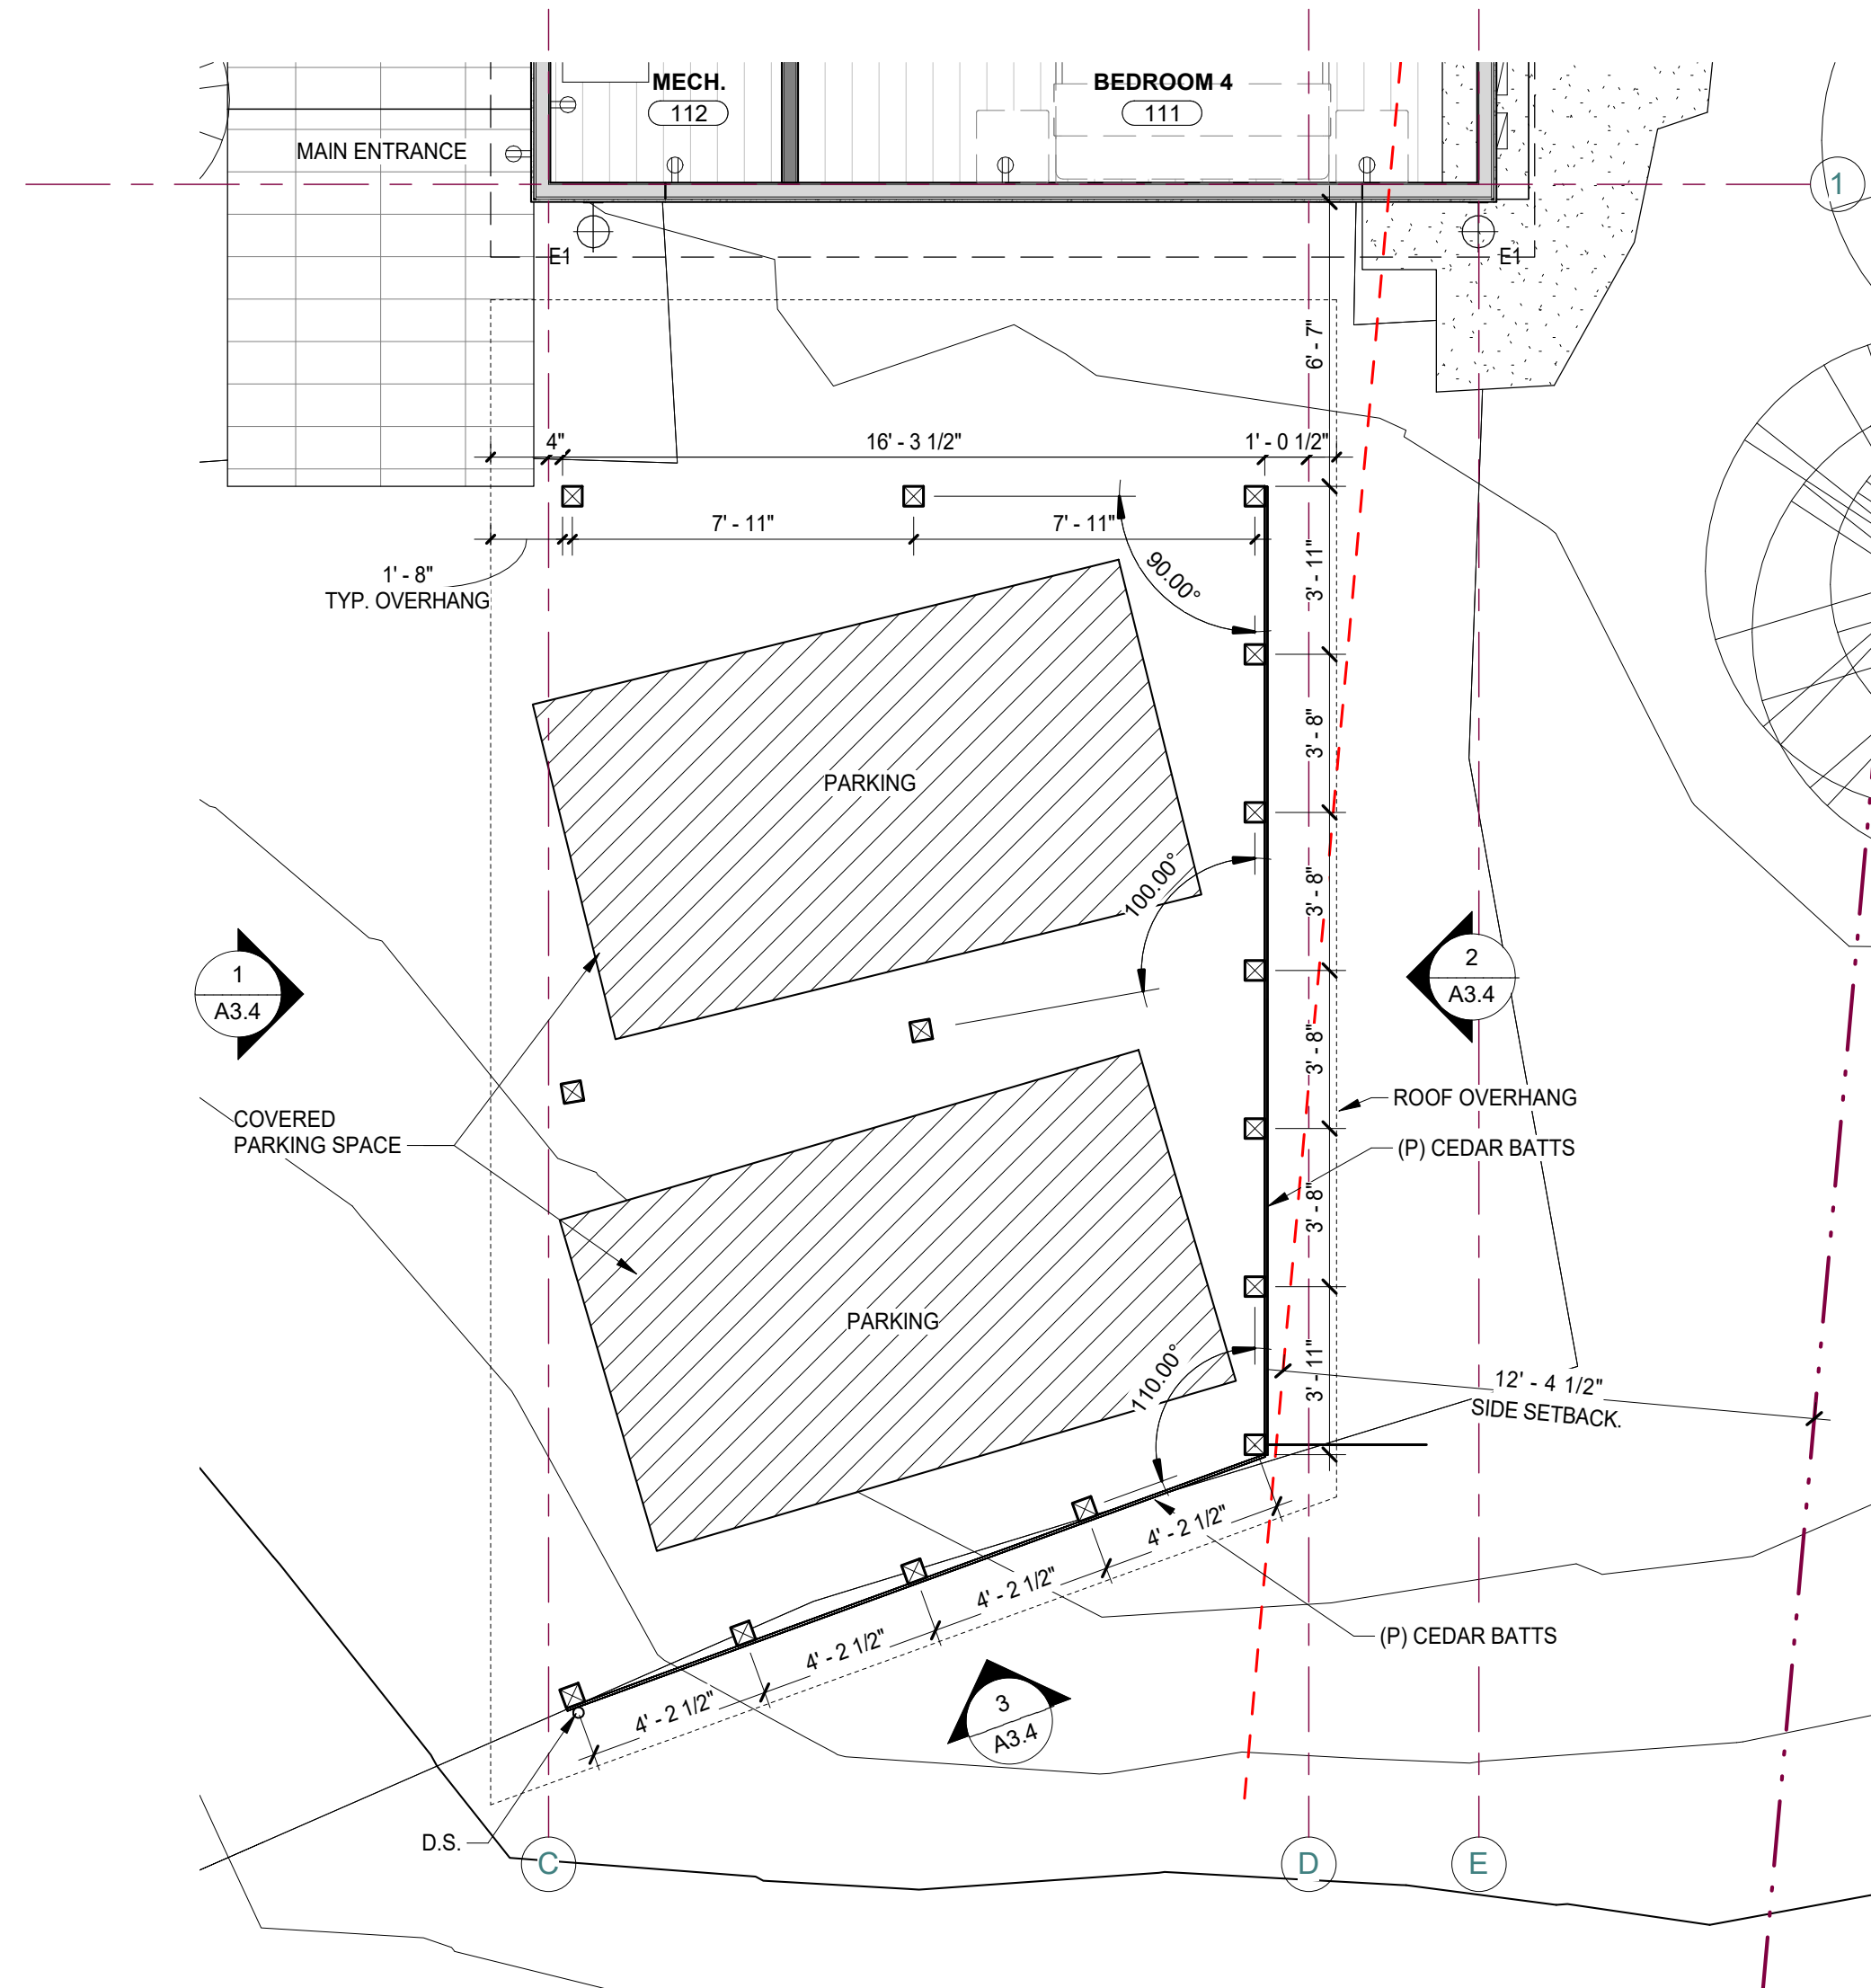 MECH.
112
BEDROOM 4
111
MAIN ENTRANCE
1
E1
E1
6' - 7"
4"
16' - 3 1/2"
1' - 0 1/2"
7' - 11"
7' - 11"
1' - 8"
TYP. OVERHANG
90.00°
3' - 11"
3' - 8"
PARKING
100.00°
3' - 8"
1
A3.4
2
A3.4
3' - 8"
ROOF OVERHANG
COVERED
PARKING SPACE
(P) CEDAR BATTS
3' - 8"
PARKING
110.00°
3' - 11"
12' - 4 1/2"
SIDE SETBACK.
4' - 2 1/2"
4' - 2 1/2"
4' - 2 1/2"
4' - 2 1/2"
(P) CEDAR BATTS
3
A3.4
D.S.
C
D
E